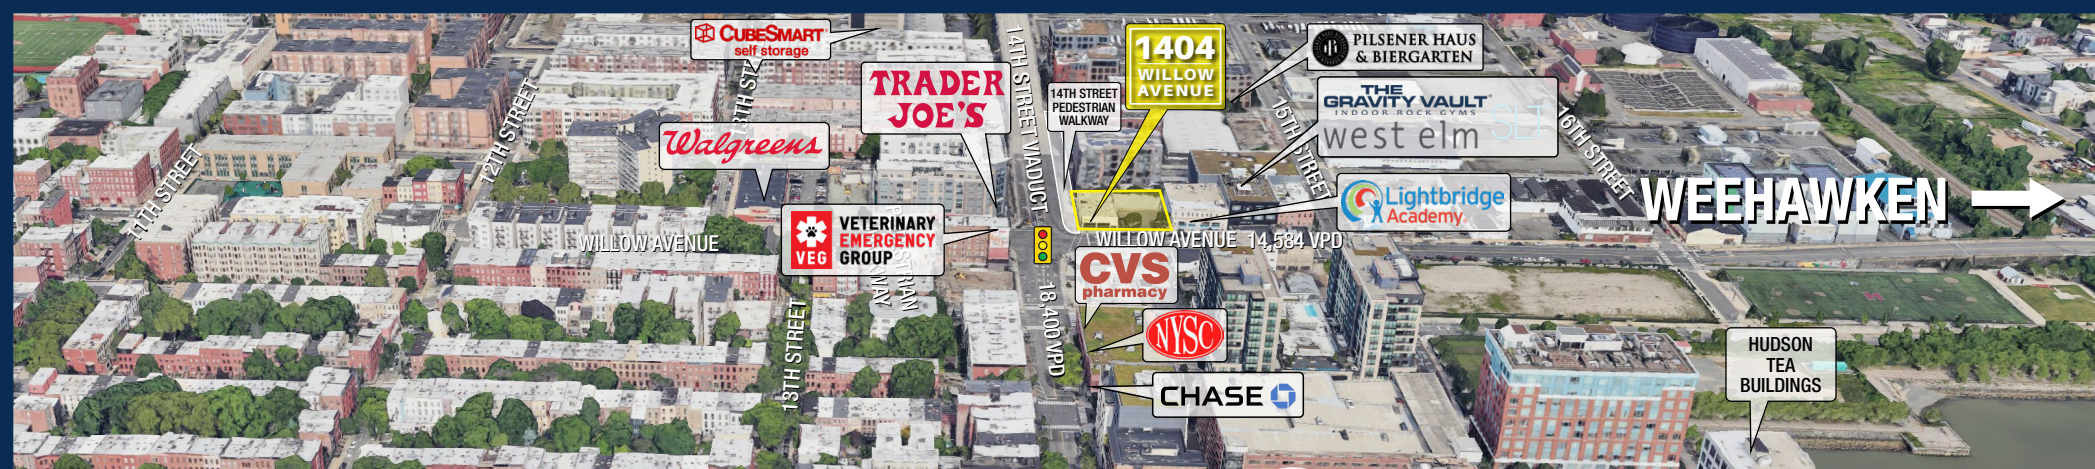 CUBESMART
self storage
TRADER
JOE'S
14TH STREET
PEDESTRIAN
WALKWAY
1404
WILLOW
AVENUE
PILSENER HAUS
& BIERGARTEN
THE
GRAVITY VAULT
INDOOR ROCK GYMS
west elm
Walgreens
Lightbridge
Academy
VEG
VETERINARY
EMERGENCY
GROUP
CVS
pharmacy
NYSC
CHASE
HUDSON
TEA
BUILDINGS
WEEHAWKEN
11TH STREET
12TH STREET
13TH STREET
14TH STREET VIADUCT
15TH STREET
16TH STREET
WILLOW AVENUE
WILLOW AVENUE 14,584 VPD
18,400 VPD